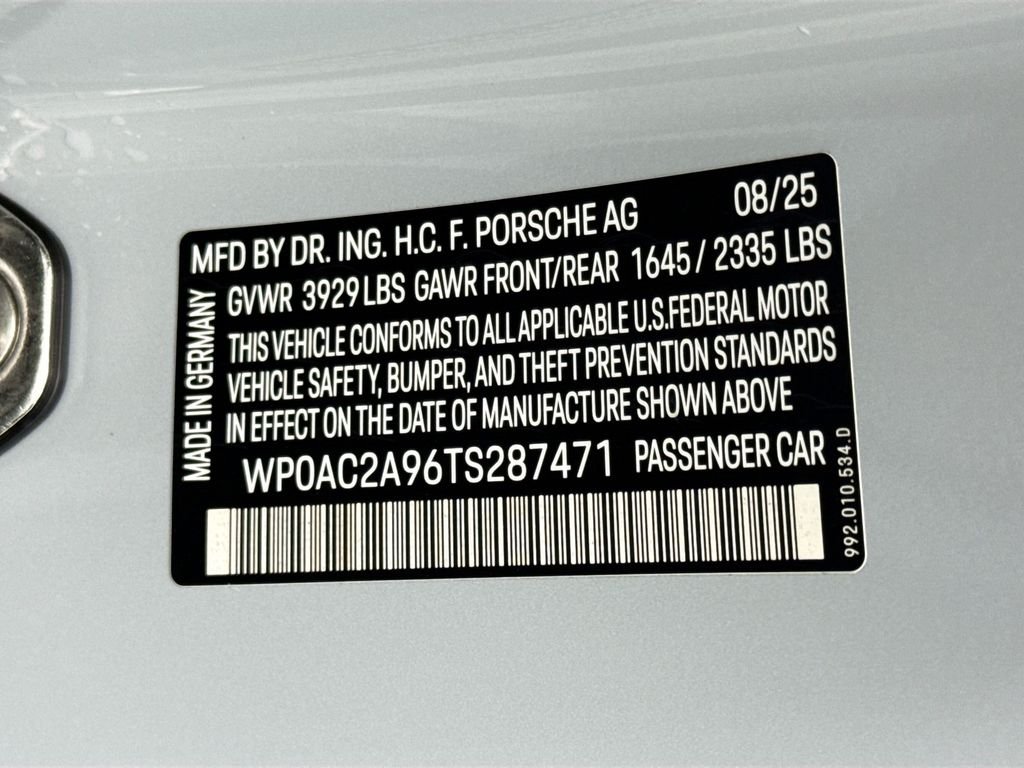 MFD BY DR. ING. H.C. F. PORSCHE AG 08/25
GVWR 3929 LBS GAWR FRONT/REAR 1645 / 2335 LBS
THIS VEHICLE CONFORMS TO ALL APPLICABLE U.S.FEDERAL MOTOR
VEHICLE SAFETY, BUMPER, AND THEFT PREVENTION STANDARDS
IN EFFECT ON THE DATE OF MANUFACTURE SHOWN ABOVE
WP0AC2A96TS287471 PASSENGER CAR
MADE IN GERMANY
992.010.534.D